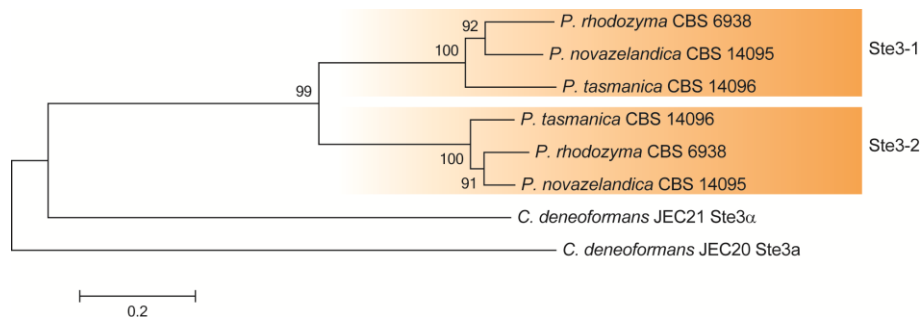 P. rhodozyma CBS 6938
92
100
P. novazelandica CBS 14095
Ste3-1
P. tasmanica CBS 14096
99
P. tasmanica CBS 14096
Ste3-2
P. rhodozyma CBS 6938
100
91
P. novazelandica CBS 14095
C. deneoformans JEC21 Ste3α
C. deneoformans JEC20 Ste3a
0.2